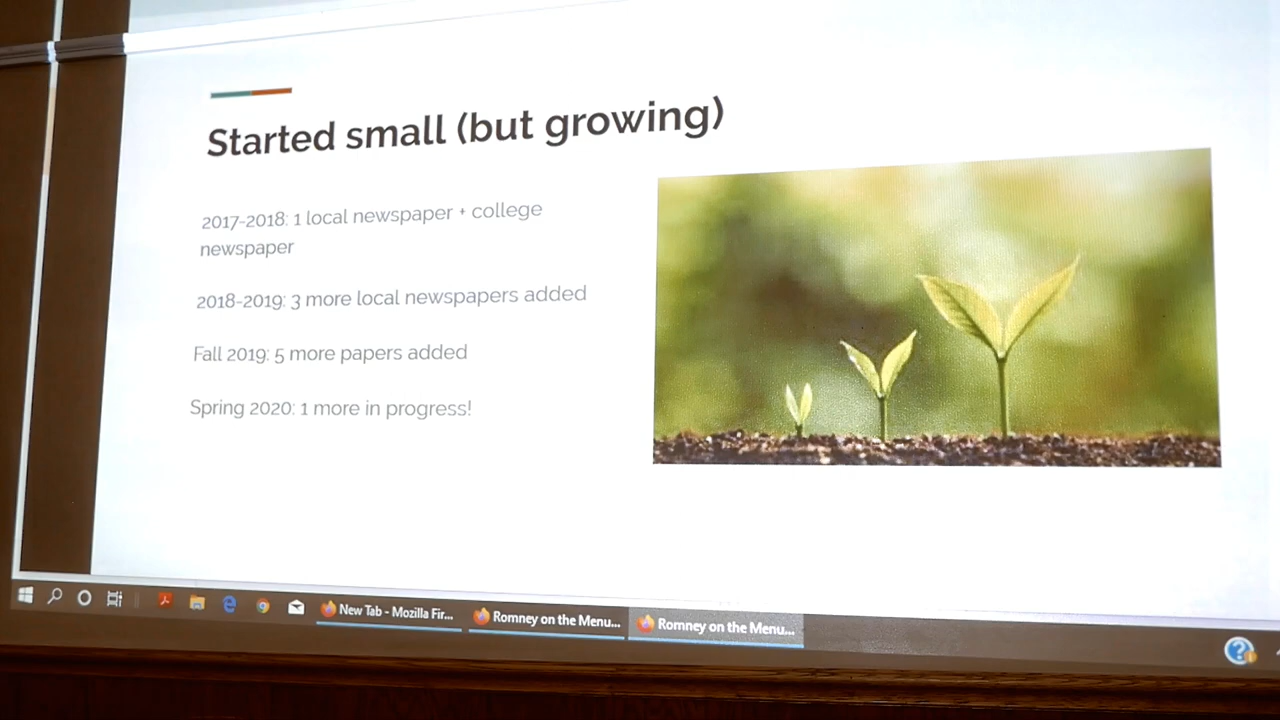 Started small (but growing)
2017-2018: 1 local newspaper + college
newspaper
2018-2019: 3 more local newspapers added
Fall 2019: 5 more papers added
Spring 2020: 1 more in progress!
New Tab - Mozilla Fir...
Romney on the Menu...
Romney on the Menu...